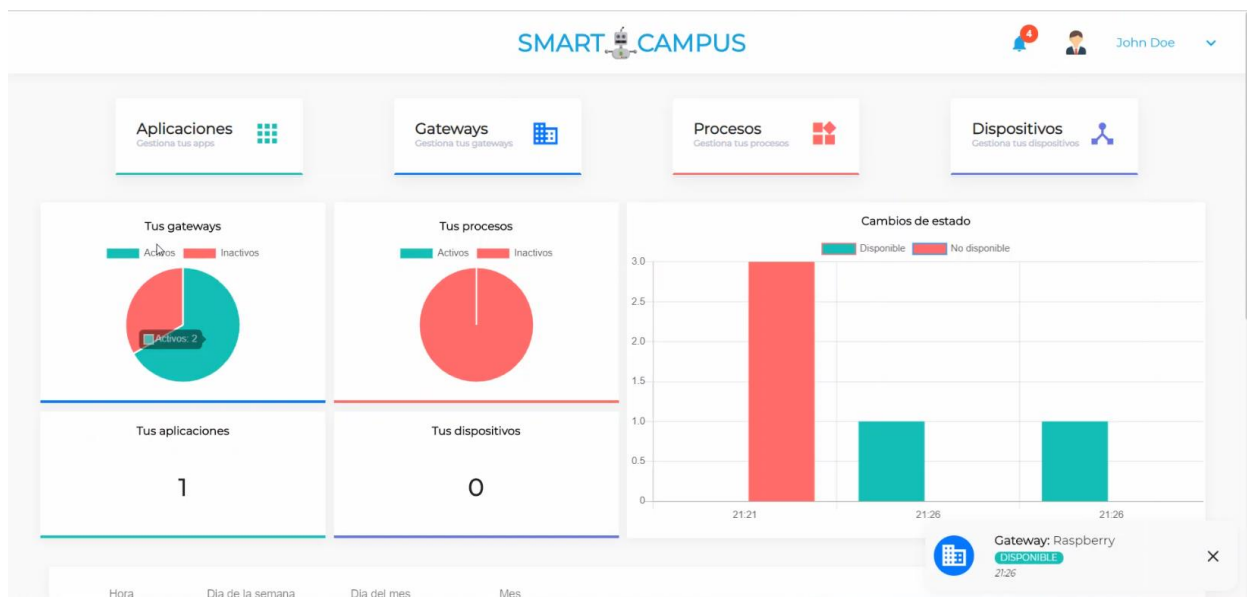 SMART CAMPUS
4
John Doe
Aplicaciones
Gestiona tus apps
Gateways
Gestiona tus gateways
Procesos
Gestiona tus procesos
Dispositivos
Gestiona tus dispositivos
Tus gateways
Activos Inactivos
Activos: 2
Tus procesos
Activos Inactivos
Cambios de estado
Disponible No disponible
3.0
2.5
2.0
1.5
1.0
0.5
0
21:21 21:26 21:26
Tus aplicaciones
1
Tus dispositivos
0
Gateway: Raspberry
DISPONIBLE
21:26
Hora Dia de la semana Dia del mes Mes